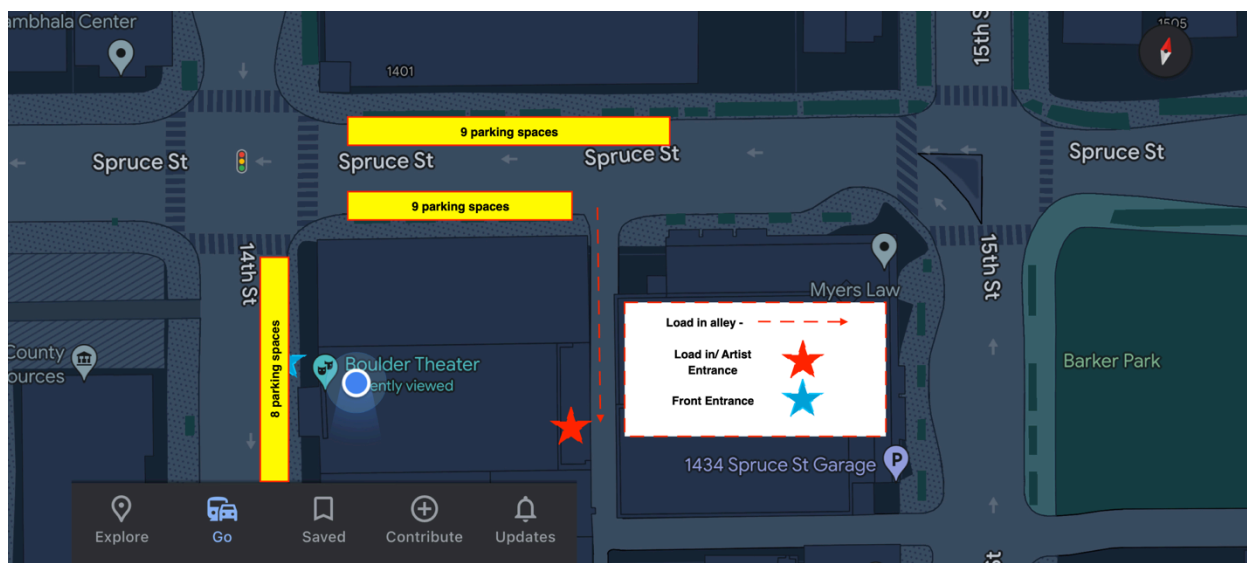 ambhala Center
1401
15th S
1505
9 parking spaces
Spruce St
Spruce St
Spruce St
Spruce St
9 parking spaces
14th St
15th St
Myers Law
Load in alley -
Load in/ Artist
Entrance
Front Entrance
County
ources
8 parking spaces
Boulder Theater
ently viewed
Barker Park
1434 Spruce St Garage
P
Explore
Go
Saved
Contribute
Updates
St